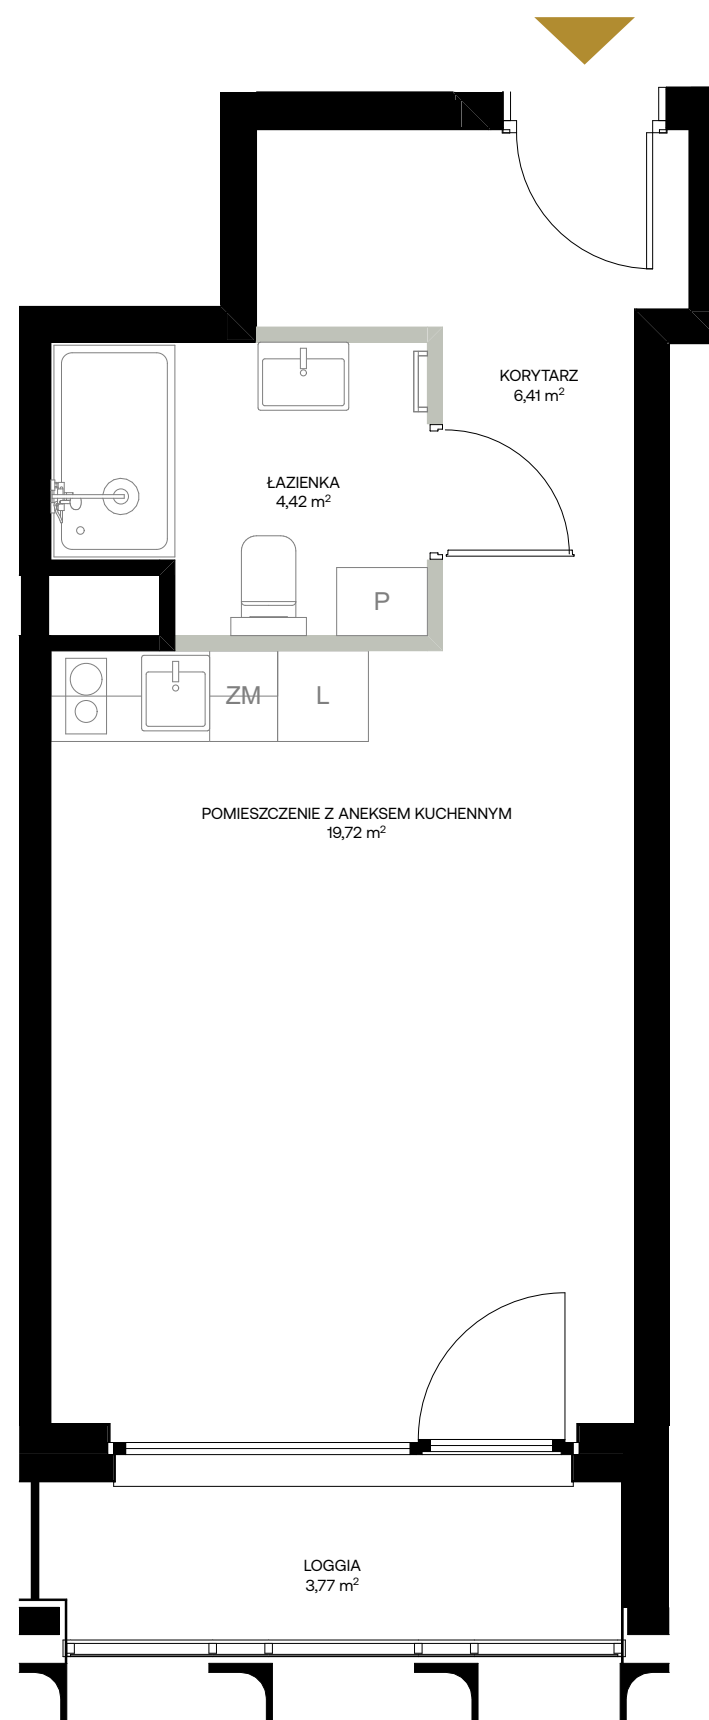 KORYTARZ
6,41 m²
ŁAZIENKA
4,42 m²
P
ZM
L
POMIESZCZENIE Z ANEKSEM KUCHENNYM
19,72 m²
LOGGIA
3,77 m²